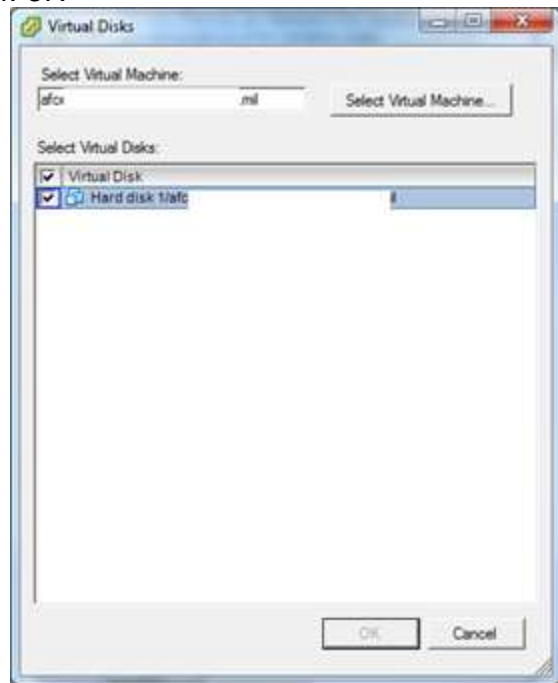 Virtual Disks
Select Virtual Machine:
afcx .mil Select Virtual Machine...
Select Virtual Disks:
Virtual Disk
Hard disk 1/afc
OK Cancel